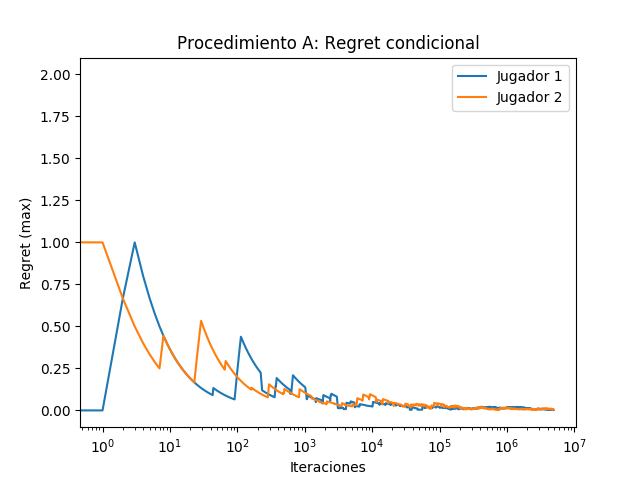 Procedimiento A: Regret condicional
Jugador 1
Jugador 2
Regret (max)
2.00
1.75
1.50
1.25
1.00
0.75
0.50
0.25
0.00
10⁰ 10¹ 10² 10³ 10⁴ 10⁵ 10⁶ 10⁷
Iteraciones